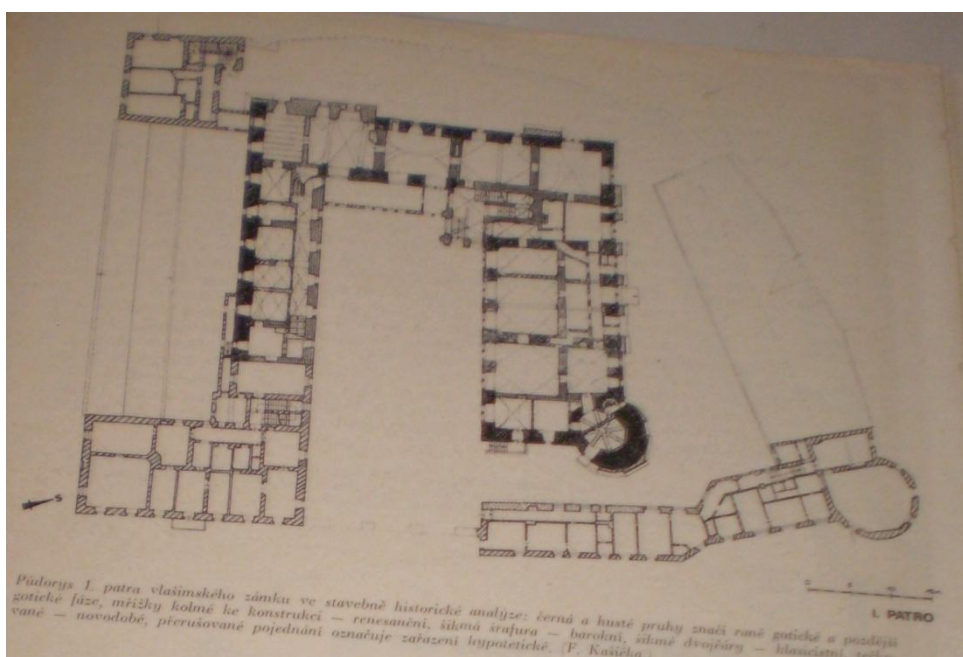 S
I. PATRO
Půdorys I. patra vlašimského zámku ve stavebně historické analýze: černá a husté pruhy značí raně gotické a pozdější
gotické fáze, mřížky kolmé ke konstrukci — renesanční, šikmá šrafura — barokní, šikmé dvojčáry — klasicistní,
vané — novodobé, přerušované pojednání označuje zařazení hypotetické. (F. Kašička)